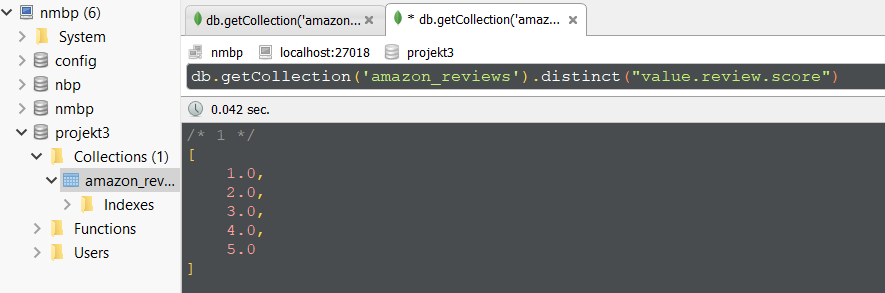 nmbp (6)
System
config
nbp
nmbp
projekt3
Collections (1)
amazon_rev...
Indexes
Functions
Users
db.getCollection('amazon... ×
* db.getCollection('amaz... ×
nmbp localhost:27018 projekt3
db.getCollection('amazon_reviews').distinct("value.review.score")
0.042 sec.
/* 1 */
[
1.0,
2.0,
3.0,
4.0,
5.0
]